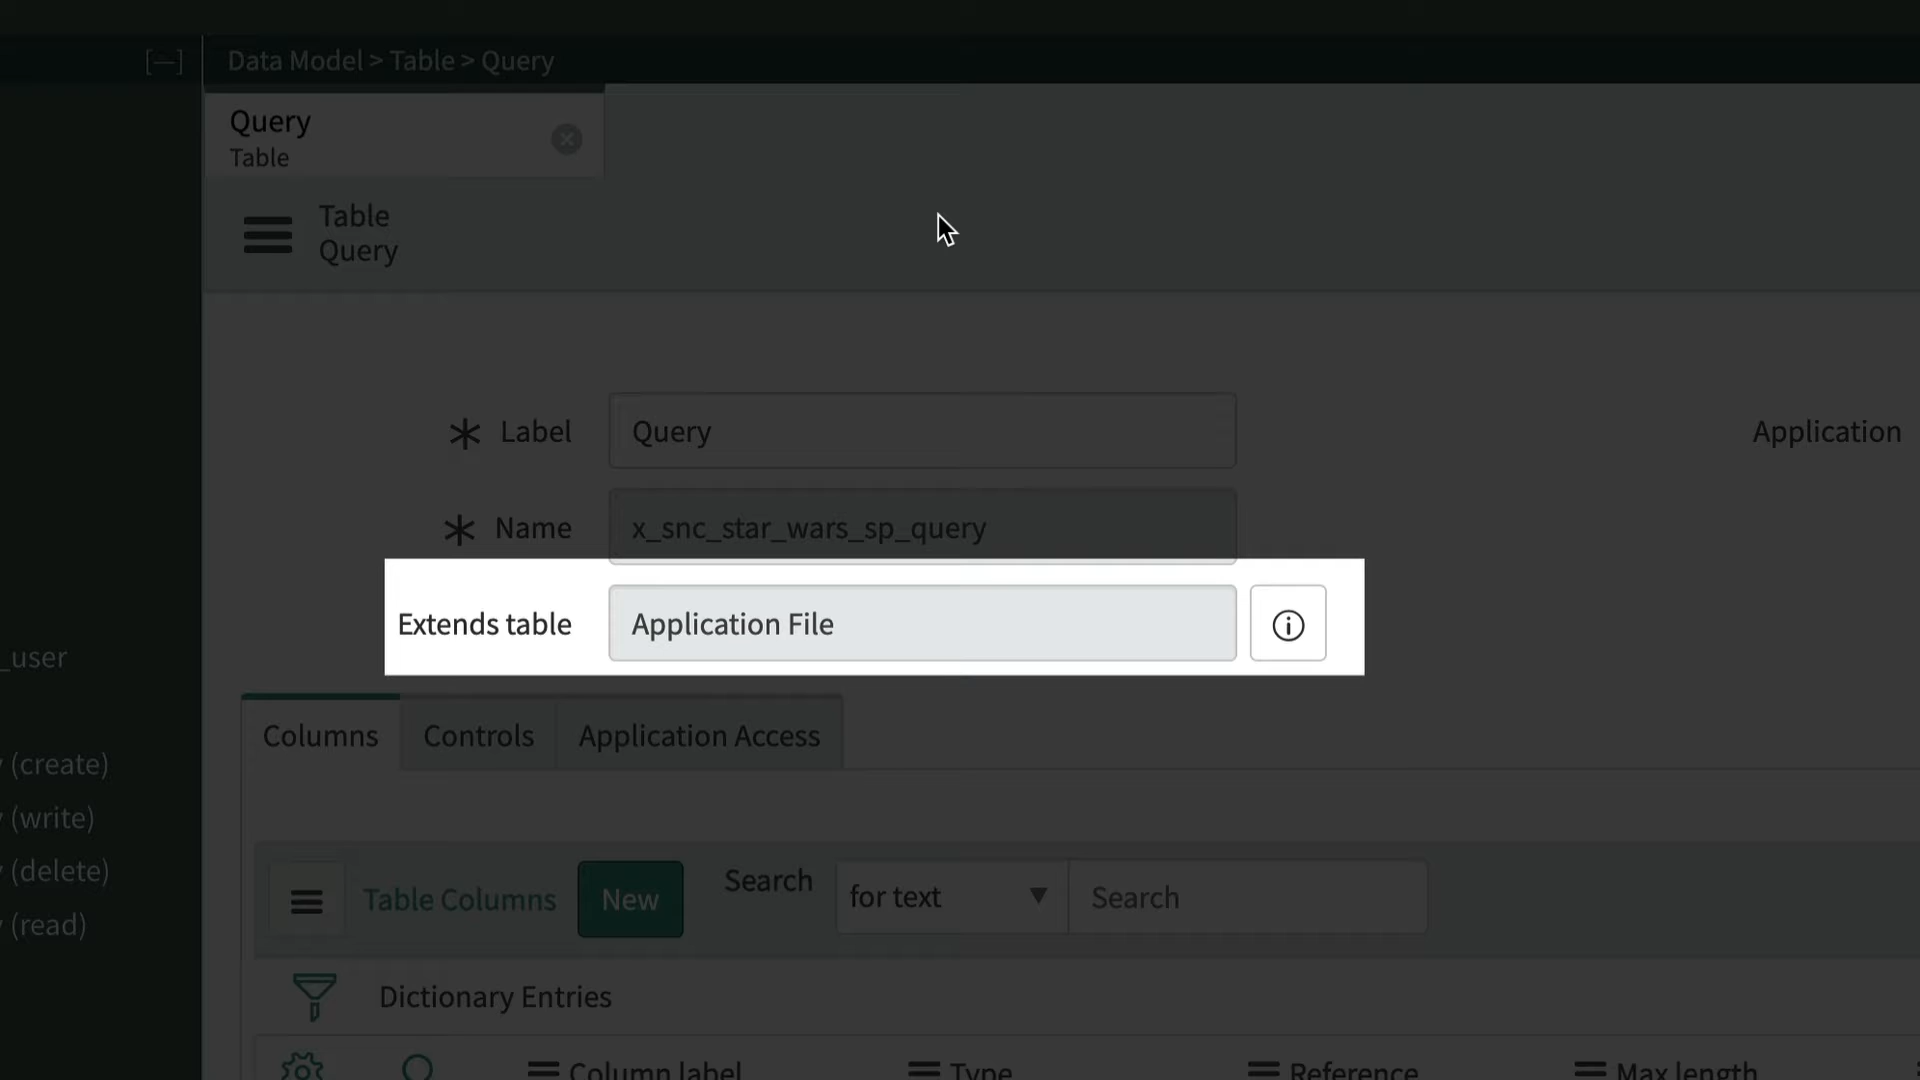 [—]
Data Model > Table > Query
Query
Table
Table
Query
Label
Query
Application
Name
x_snc_star_wars_sp_query
Extends table
Application File
_user
(create)
(write)
(delete)
(read)
Columns
Controls
Application Access
Table Columns
New
Search
for text
Search
Dictionary Entries
Column label
Type
Reference
Max length